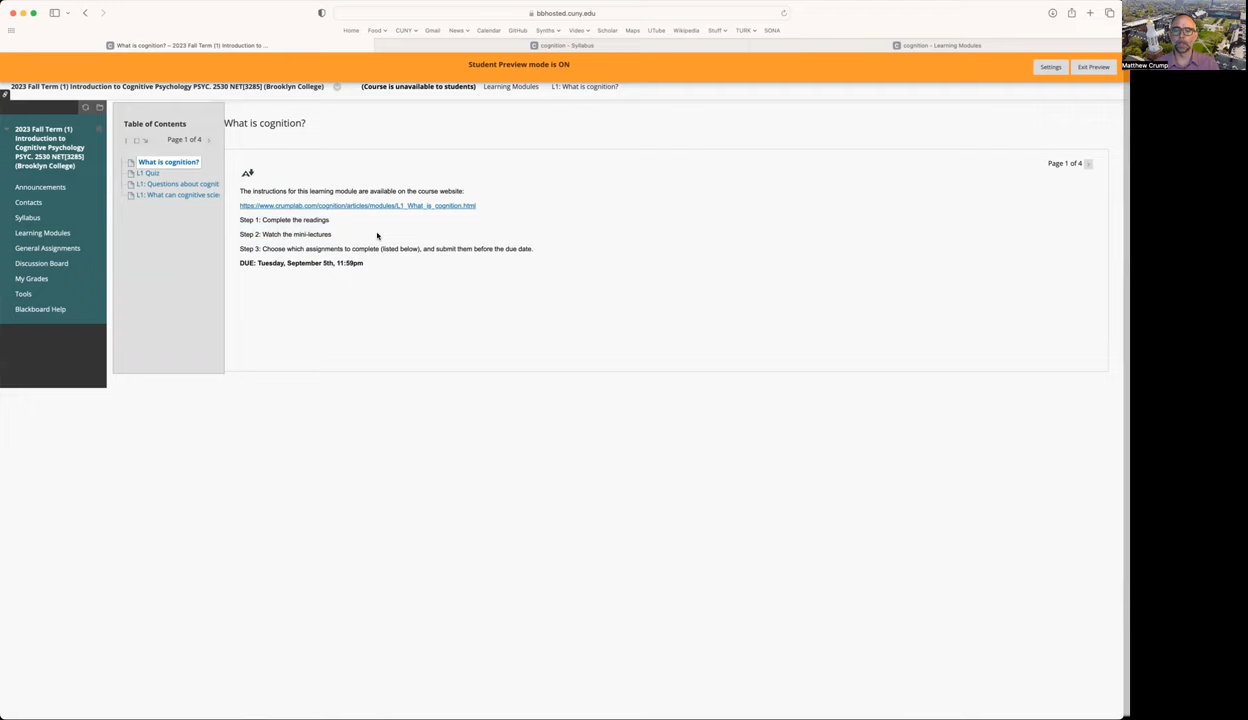 bbhosted.cuny.edu
Home Food CUNY Gmail News Calendar GitHub Synths Video Scholar Maps UTube Wikipedia Stuff TURK SONA
What is cognition? – 2023 Fall Term (1) Introduction to ...
cognition - Syllabus
cognition - Learning Modules
Matthew Crump
Student Preview mode is ON
Settings
Exit Preview
2023 Fall Term (1) Introduction to Cognitive Psychology PSYC. 2530 NET[3285] (Brooklyn College)
(Course is unavailable to students)
Learning Modules
L1: What is cognition?
2023 Fall Term (1)
Introduction to
Cognitive Psychology
PSYC. 2530 NET[3285]
(Brooklyn College)
Announcements
Contacts
Syllabus
Learning Modules
General Assignments
Discussion Board
My Grades
Tools
Blackboard Help
Table of Contents
Page 1 of 4
What is cognition?
L1 Quiz
L1: Questions about cognit
L1: What can cognitive scie
What is cognition?
Page 1 of 4
The instructions for this learning module are available on the course website:
https://www.crumplab.com/cognition/articles/modules/L1_What_is_cognition.html
Step 1: Complete the readings
Step 2: Watch the mini-lectures
Step 3: Choose which assignments to complete (listed below), and submit them before the due date.
DUE: Tuesday, September 5th, 11:59pm